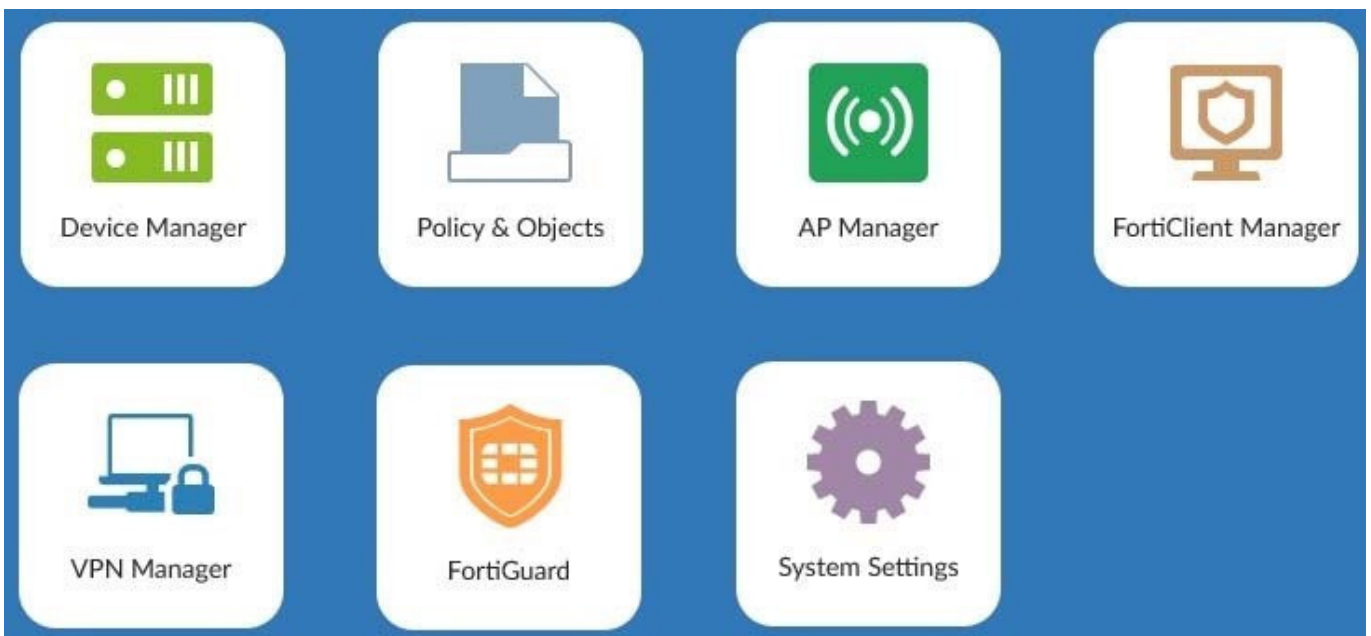 Device Manager
Policy & Objects
AP Manager
FortiClient Manager
VPN Manager
FortiGuard
System Settings